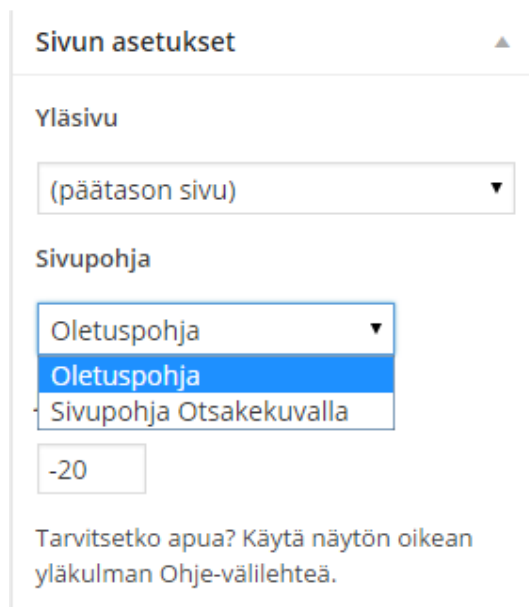 Sivun asetukset
Yläsivu
(päätason sivu)
Sivupohja
Oletuspohja
Oletuspohja
Sivupohja Otsakekuvalla
-20
Tarvitsetko apua? Käytä näytön oikean
yläkulman Ohje-välilehteä.